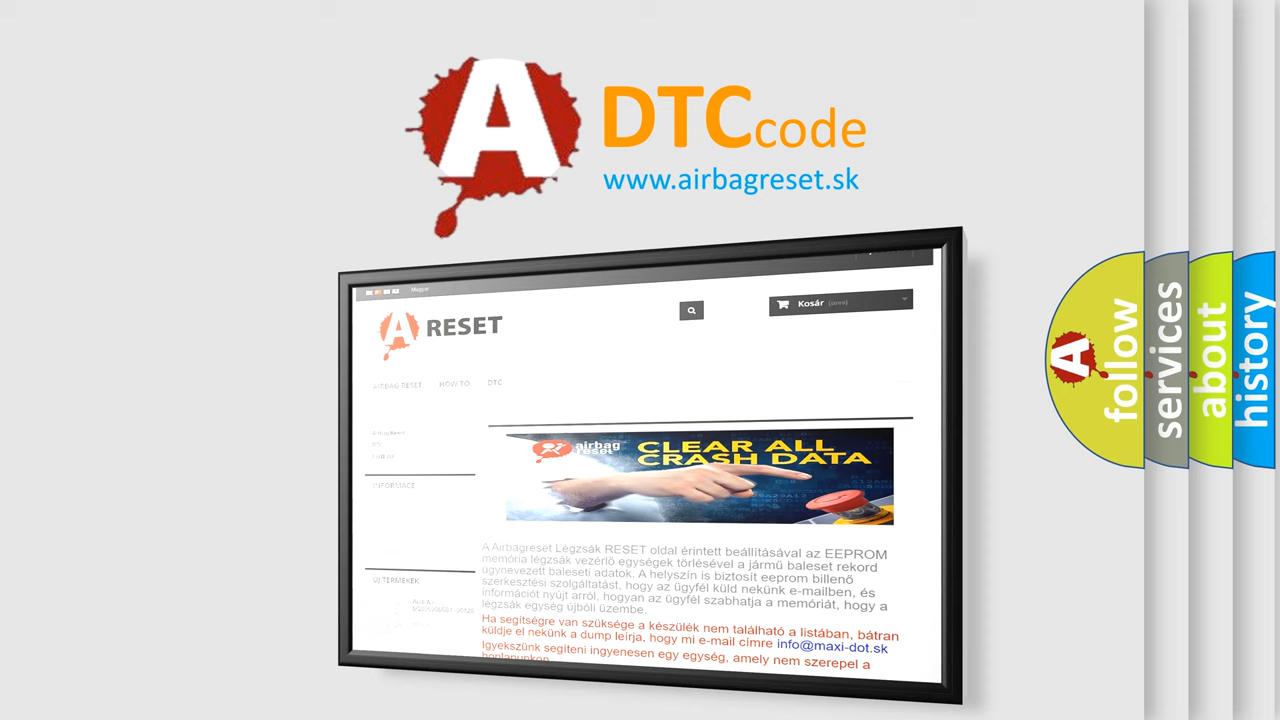 A DTCcode
www.airbagreset.sk
Magyar
A RESET
Kosár (üres)
AIRBAG RESET HOW TO DTC
INFORMACE
airbag
reset
CLEAR ALL
CRASH DATA
A Airbagreset Légzsák RESET oldal érintett beállításával az EEPROM
memória légzsák vezérlő egységek törlésével a jármű baleset rekord
úgynevezett baleseti adatok. A helyszín is biztosít eeprom billenő
szerkesztési szolgáltatást, hogy az ügyfél küld nekünk e-mailben, és
információt nyújt arról, hogyan az ügyfél szabhatja a memóriát, hogy a
légzsák egység újbóli üzembe.
Ha segítségre van szüksége a készülék nem található a listában, bátran
küldje el nekünk a dump leírja, hogy mi e-mail címre info@maxi-dot.sk
Igyekszünk segíteni ingyenesen egy egység, amely nem szerepel a
honlapunkon
ÚJ TERMÉKEK
A follow
services
about
history